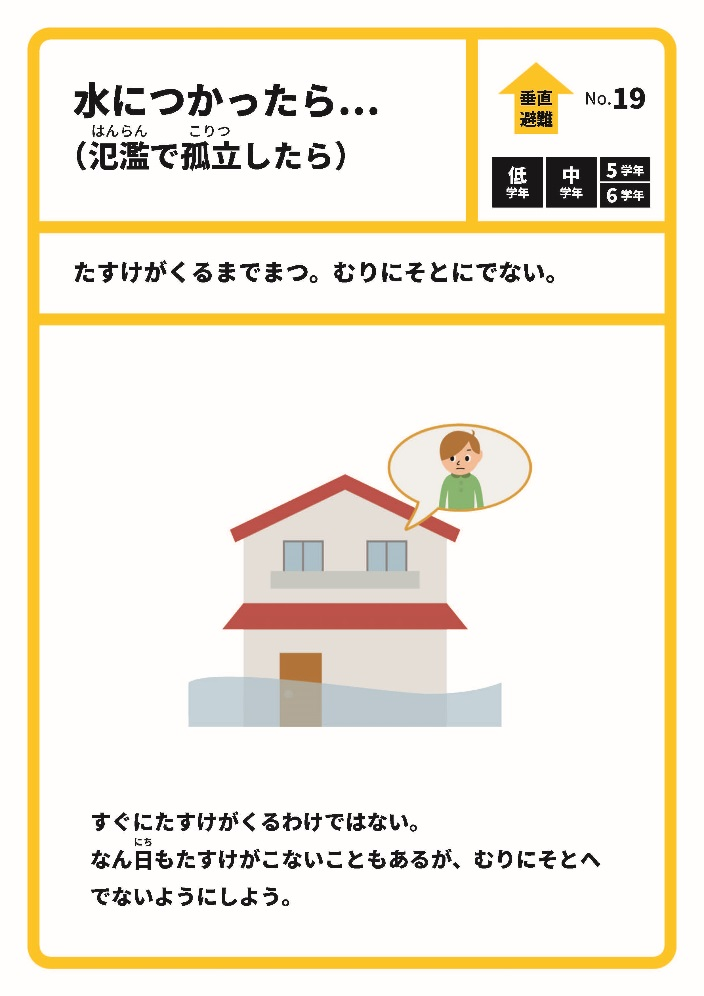 水につかったら…
はんらん こりつ
（氾濫で孤立したら）
垂直
避難
No.19
低
学年
中
学年
5学年
6学年
たすけがくるまでまつ。むりにそとにでない。
すぐにたすけがくるわけではない。
にち
なん日もたすけがこないこともあるが、むりにそとへ
でないようにしよう。